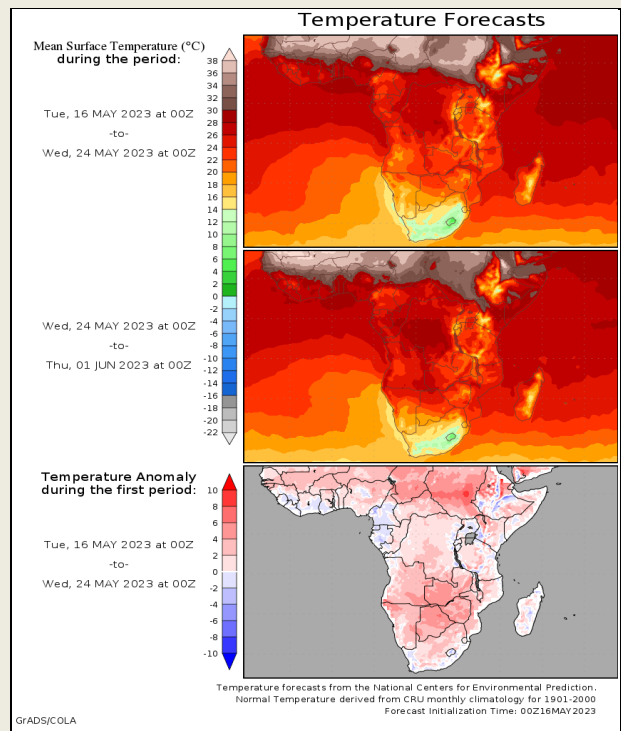 Temperature Forecasts
Mean Surface Temperature (°C)
during the period:
Tue, 16 MAY 2023 at 00Z
-to-
Wed, 24 MAY 2023 at 00Z
38
36
34
32
30
28
26
24
22
20
18
16
14
12
10
8
6
4
2
0
-2
-4
-6
-8
-10
-12
-14
-16
-18
-20
-22
Wed, 24 MAY 2023 at 00Z
-to-
Thu, 01 JUN 2023 at 00Z
Temperature Anomaly
during the first period:
Tue, 16 MAY 2023 at 00Z
-to-
Wed, 24 MAY 2023 at 00Z
10
8
6
4
2
0
-2
-4
-6
-8
-10
Temperature forecasts from the National Centers for Environmental Prediction.
Normal Temperature derived from CRU monthly climatology for 1901-2000
Forecast Initialization Time: 00Z16MAY2023
GrADS/COLA